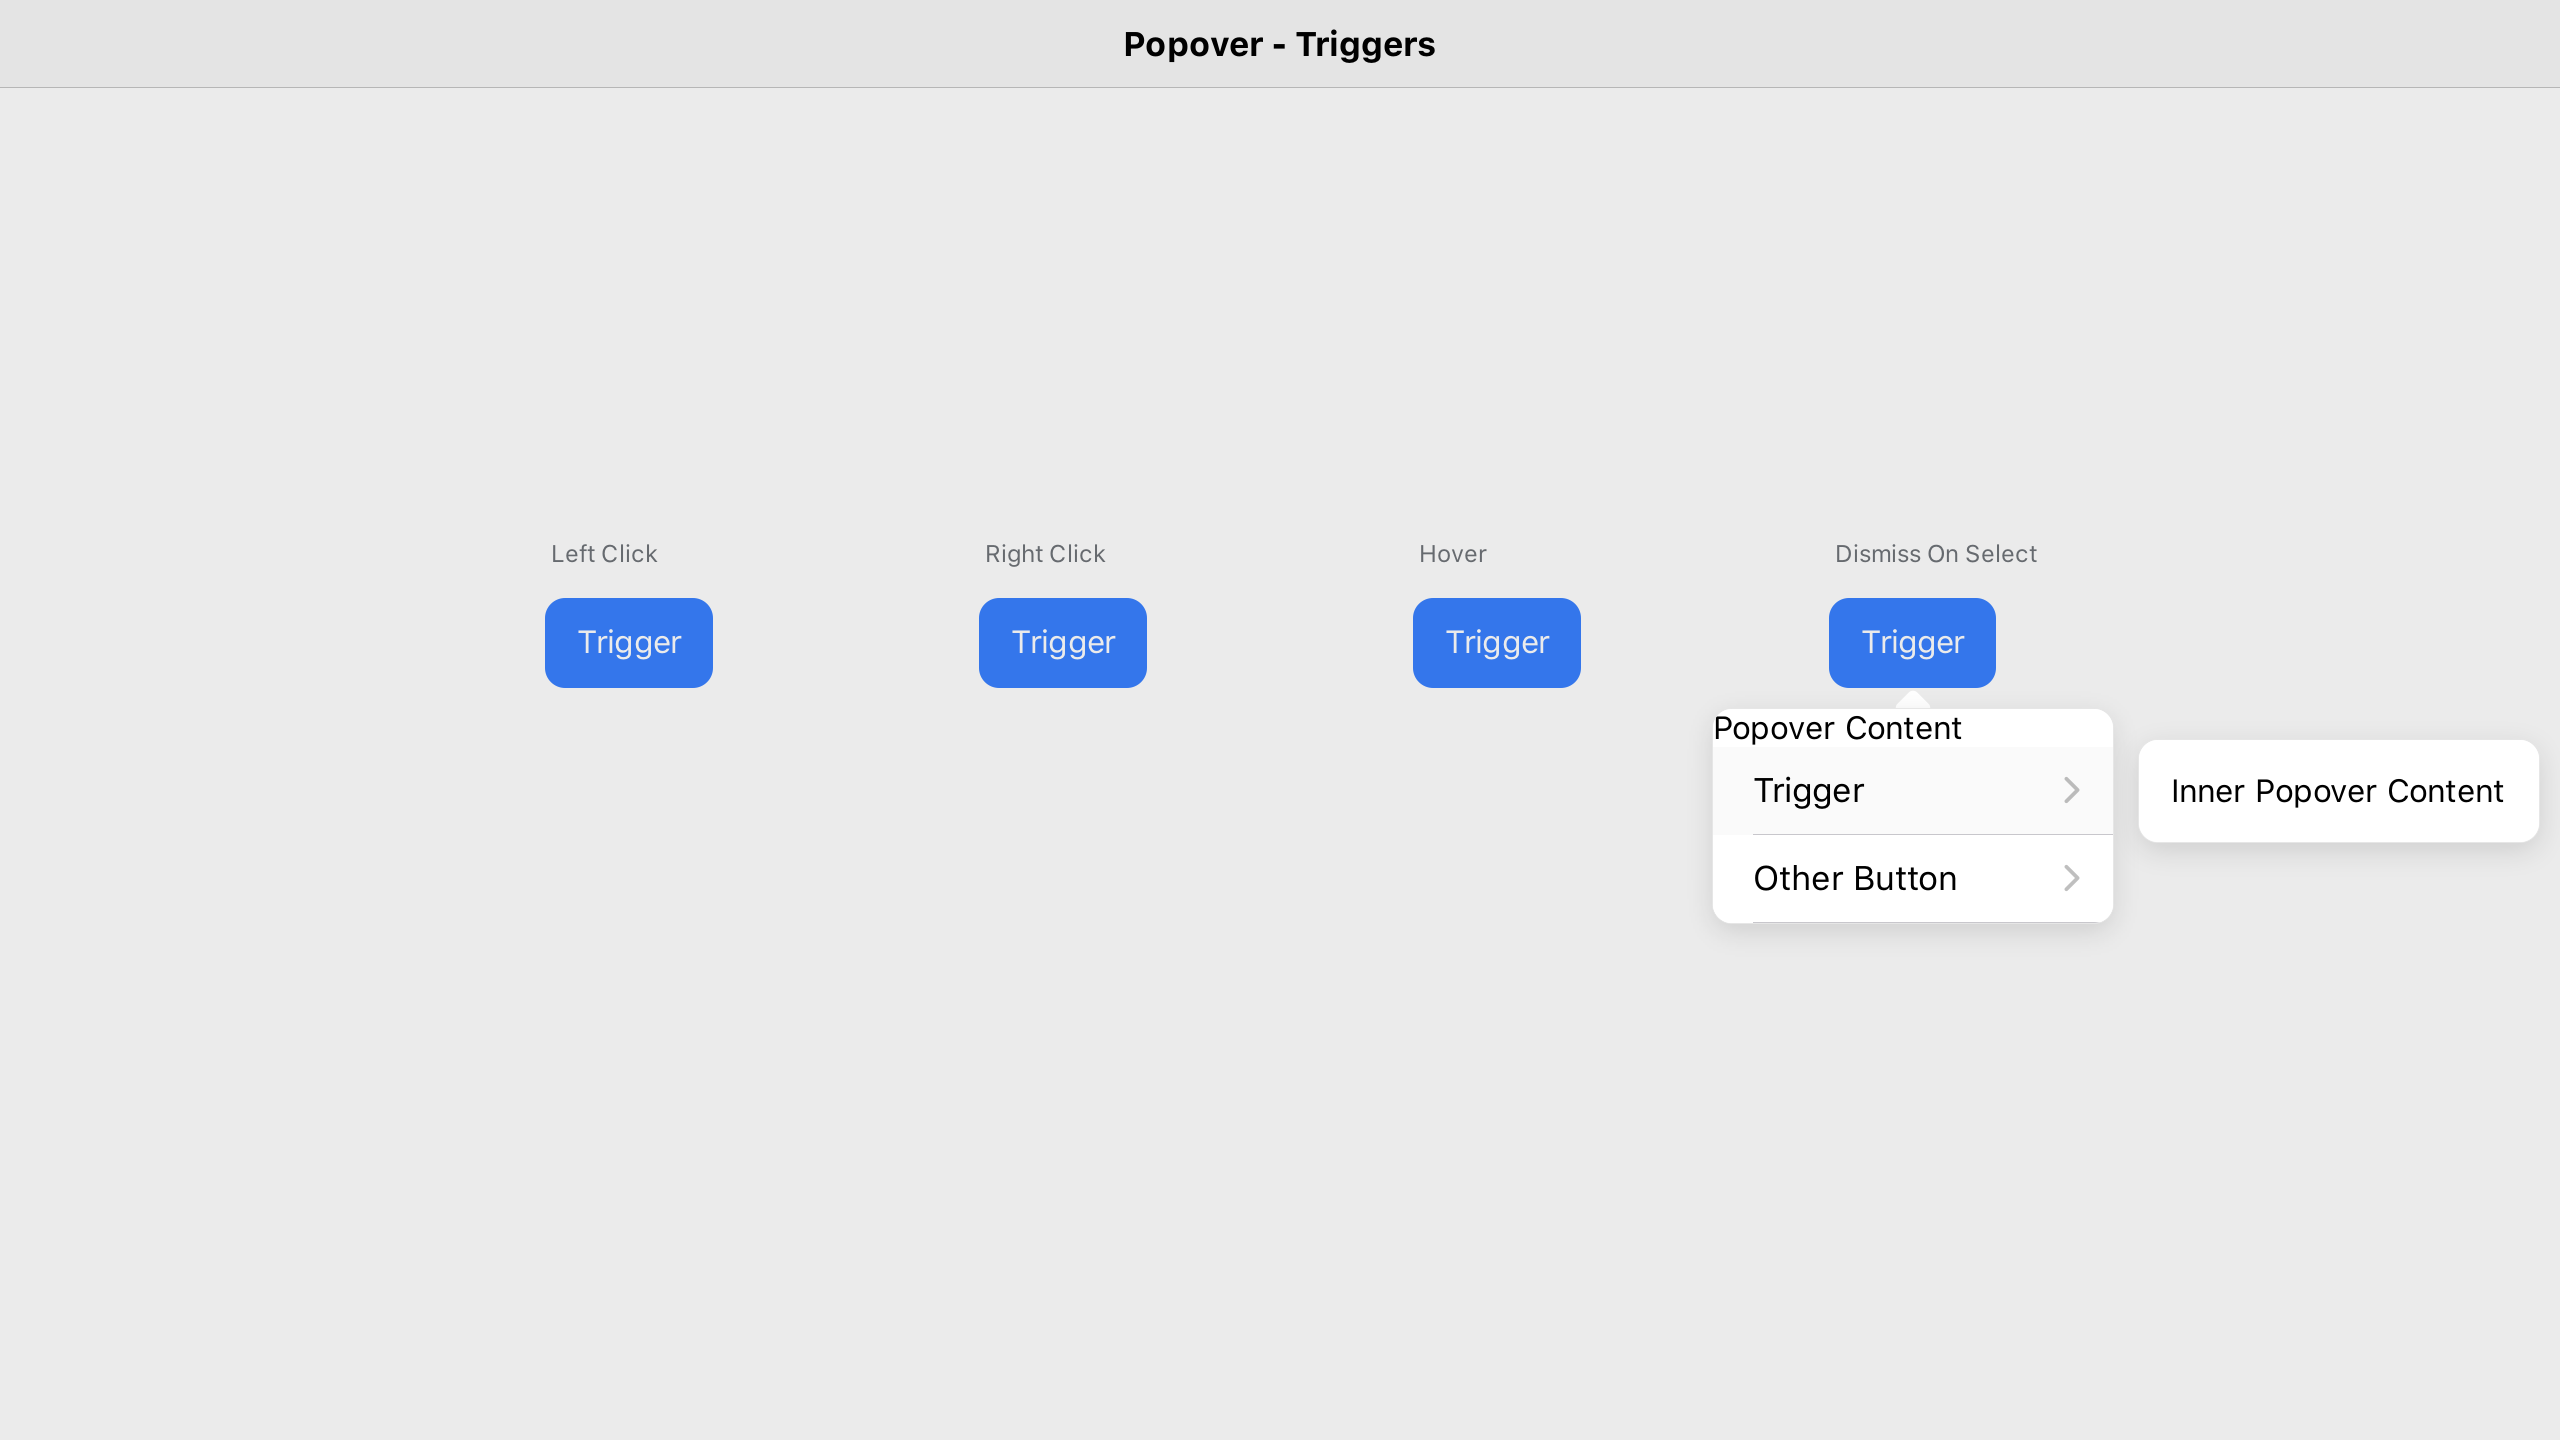 Popover - Triggers
Left Click
Right Click
Hover
Dismiss On Select
Trigger
Trigger
Trigger
Trigger
Popover Content
Trigger
Inner Popover Content
Other Button